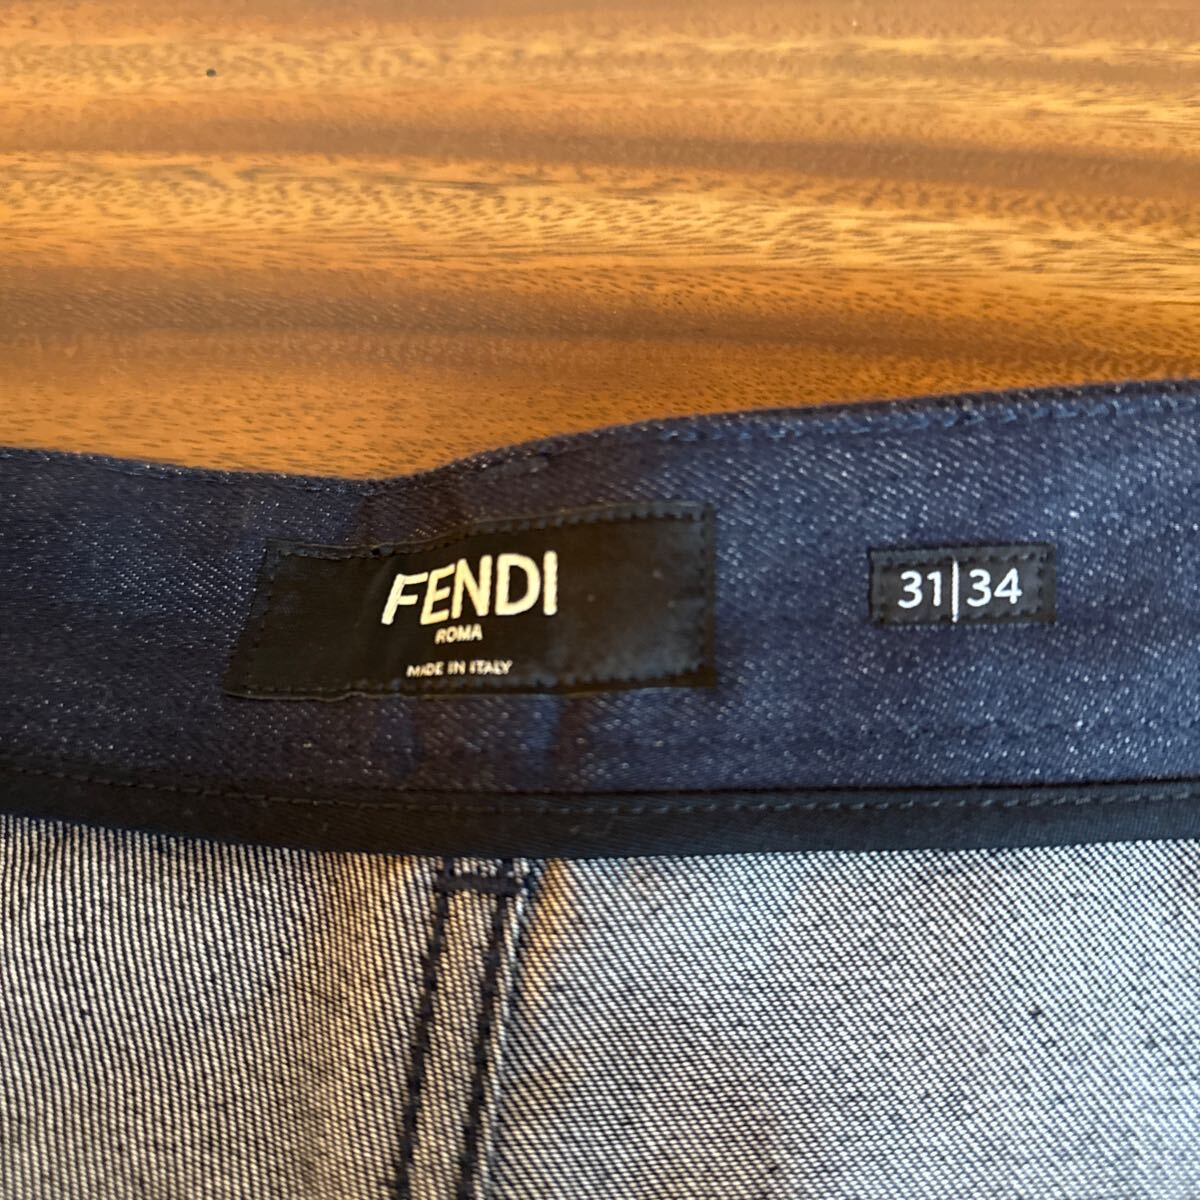 FENDI
ROMA
MADE IN ITALY
31|34